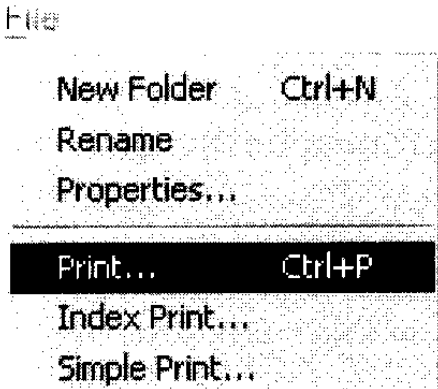 File
New Folder Ctrl+N
Rename
Properties...
Print... Ctrl+P
Index Print...
Simple Print...